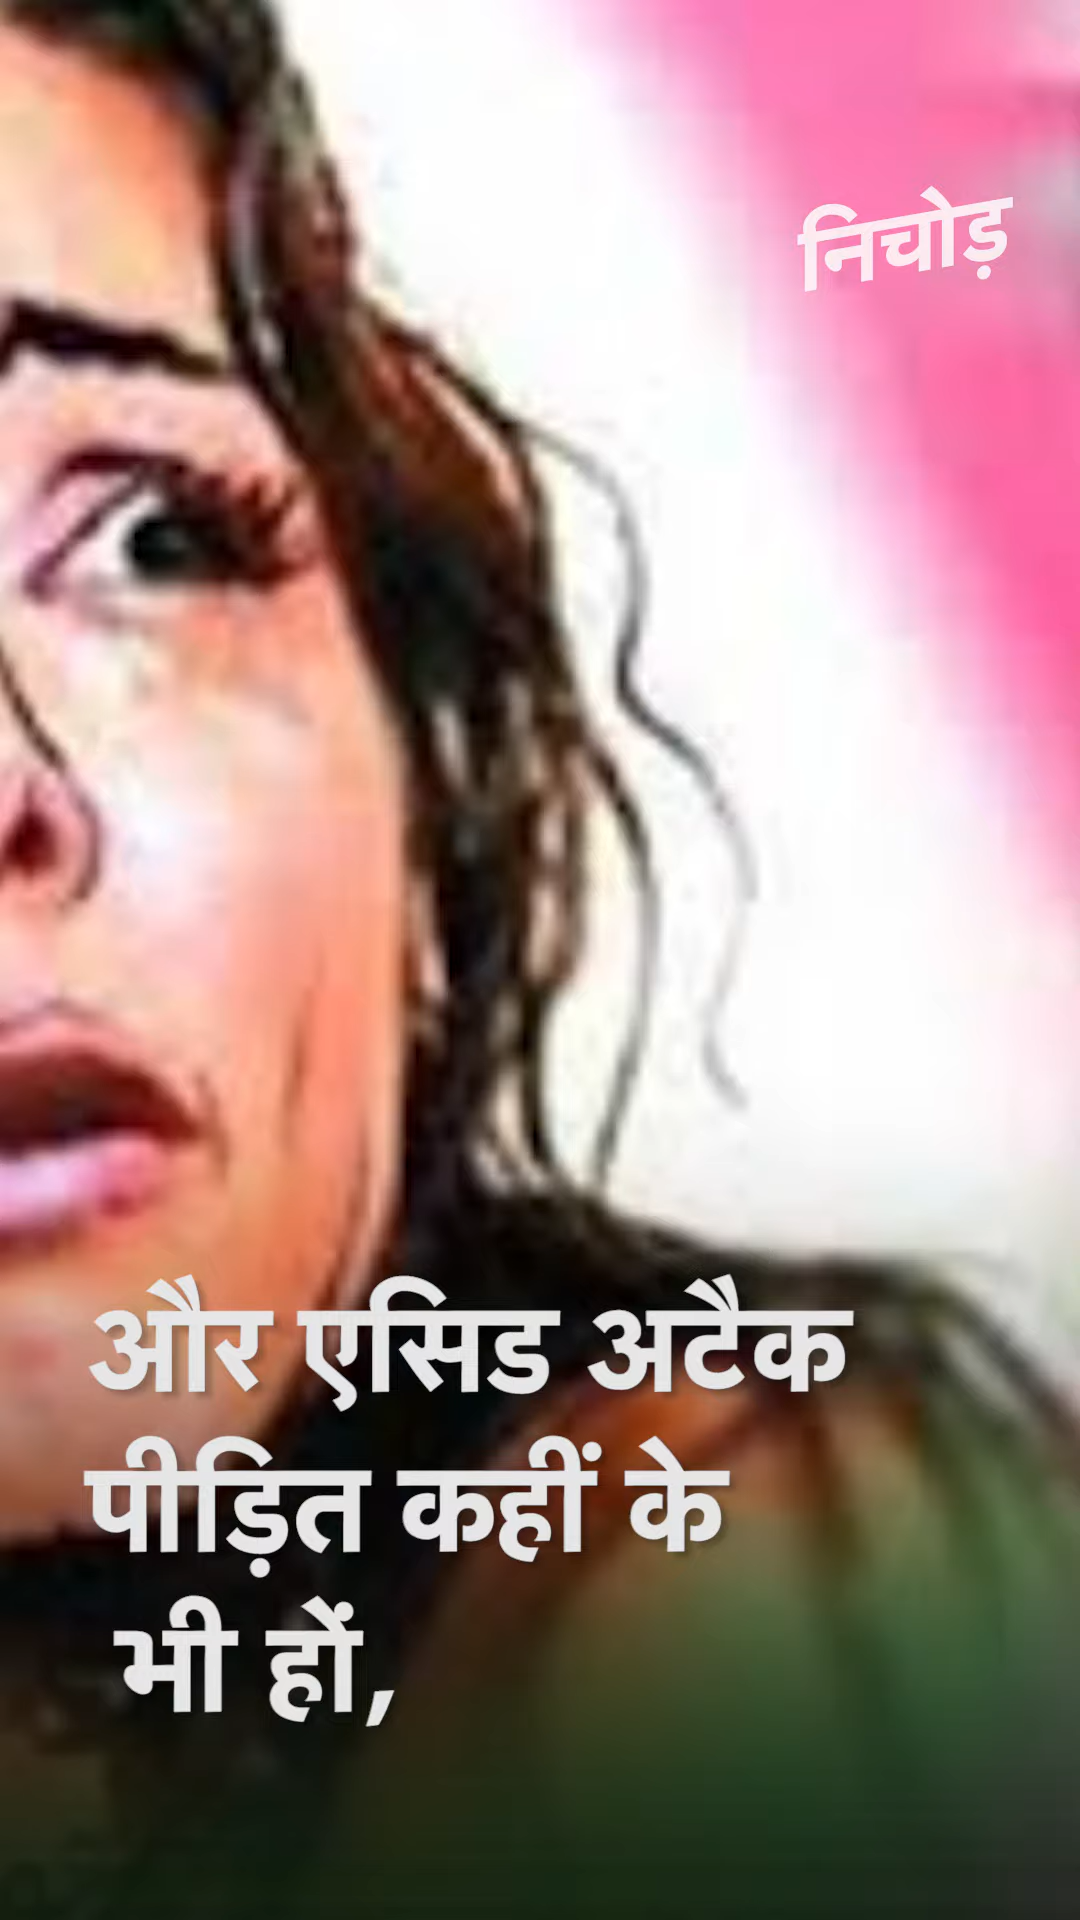 निचोड़
और एसिड अटैक
पीड़ित कहीं के
भी हों,